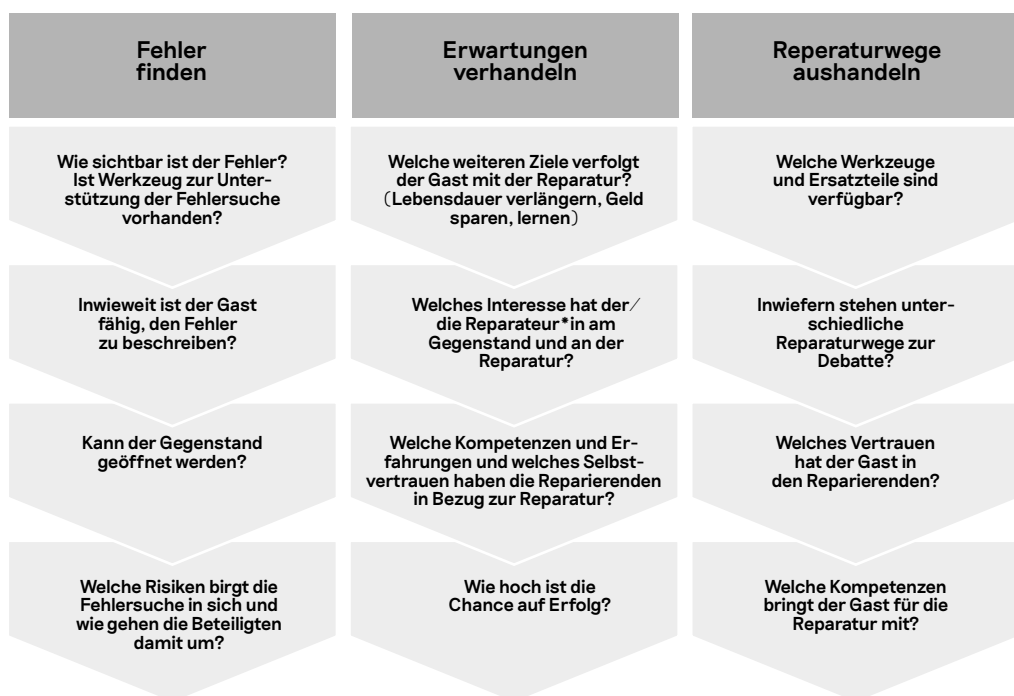 Fehler
finden
Wie sichtbar ist der Fehler?
Ist Werkzeug zur Unter-
stützung der Fehlersuche
vorhanden?
Inwieweit ist der Gast
fähig, den Fehler
zu beschreiben?
Kann der Gegenstand
geöffnet werden?
Welche Risiken birgt die
Fehlersuche in sich und
wie gehen die Beteiligten
damit um?
Erwartungen
verhandeln
Welche weiteren Ziele verfolgt
der Gast mit der Reparatur?
(Lebensdauer verlängern, Geld
sparen, lernen)
Welches Interesse hat der/
die Reparateur*in am
Gegenstand und an der
Reparatur?
Welche Kompetenzen und Er-
fahrungen und welches Selbst-
vertrauen haben die Reparierenden
in Bezug zur Reparatur?
Wie hoch ist die
Chance auf Erfolg?
Reperaturwege
aushandeln
Welche Werkzeuge
und Ersatzteile sind
verfügbar?
Inwiefern stehen unter-
schiedliche
Reparaturwege zur
Debatte?
Welches Vertrauen
hat der Gast in
den Reparierenden?
Welche Kompetenzen
bringt der Gast für die
Reparatur mit?